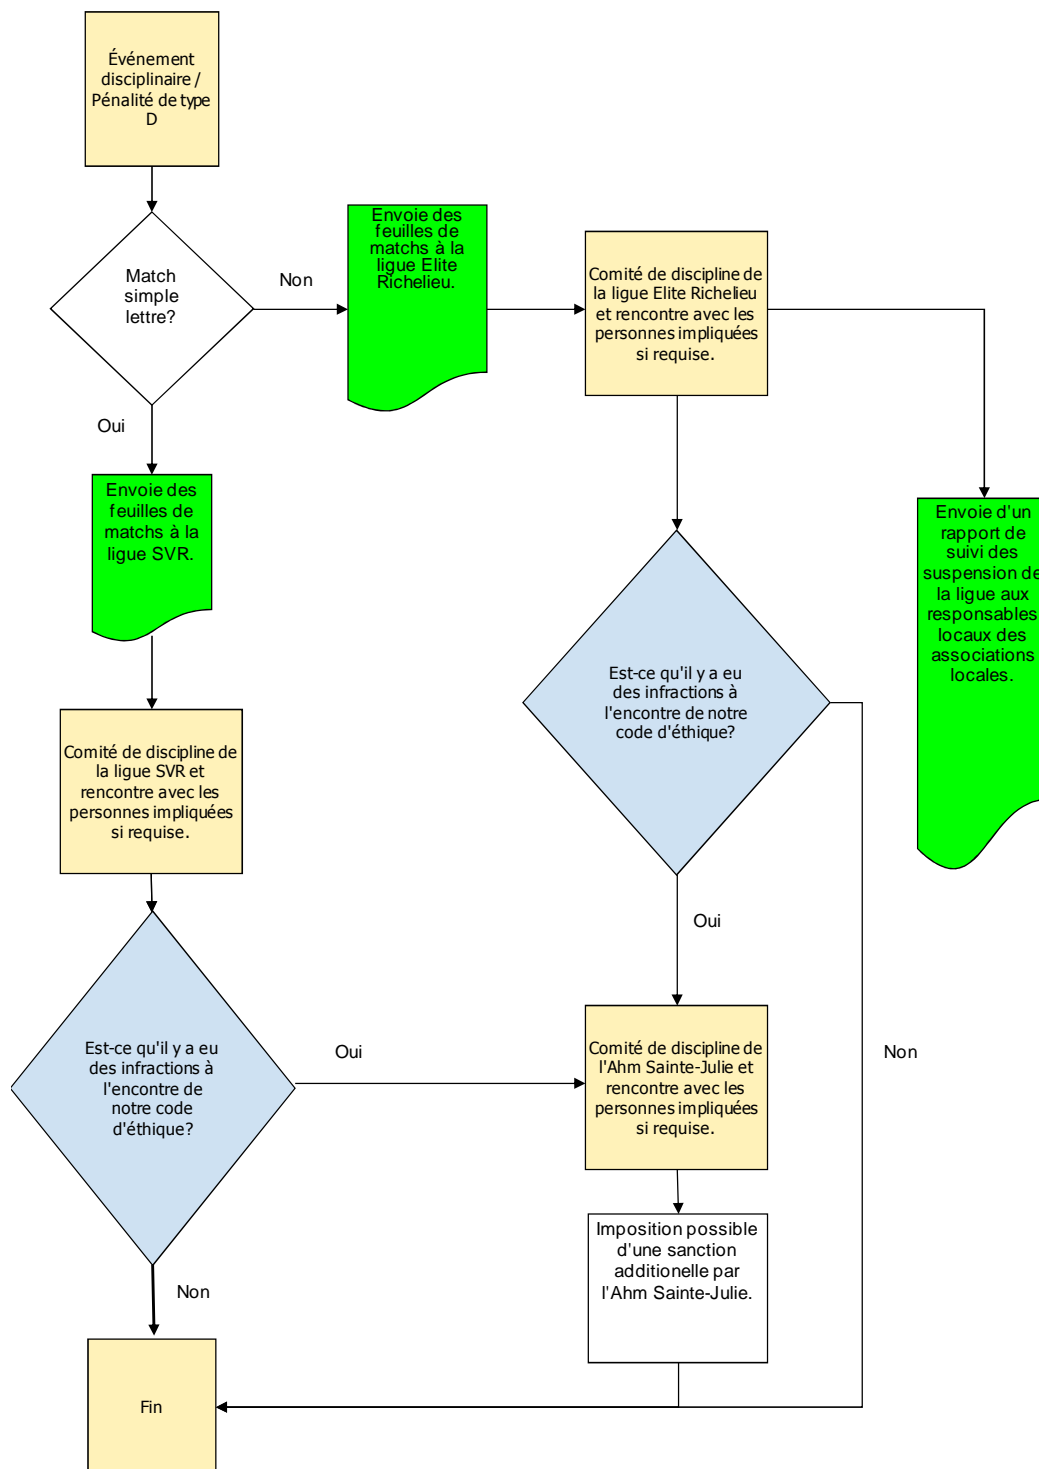 Événement
disciplinaire /
Pénalité de type
D
Match
simple
lettre?
Non
Envoie des
feuilles de
matchs à la
ligue Elite
Richelieu.
Comité de discipline de
la ligue Elite Richelieu
et rencontre avec les
personnes impliquées
si requise.
Oui
Envoie des
feuilles de
matchs à la
ligue SVR.
Envoie d'un
rapport de
suivi des
suspension de
la ligue aux
responsables
locaux des
associations
locales.
Est-ce qu'il y a eu
des infractions à
l'encontre de notre
code d'éthique?
Comité de discipline de
la ligue SVR et
rencontre avec les
personnes impliquées
si requise.
Oui
Est-ce qu'il y a eu
des infractions à
l'encontre de
notre code
d'éthique?
Oui
Comité de discipline de
l'Ahm Sainte-Julie et
rencontre avec les
personnes impliquées
si requise.
Non
Imposition possible
d'une sanction
additionelle par
l'Ahm Sainte-Julie.
Non
Fin